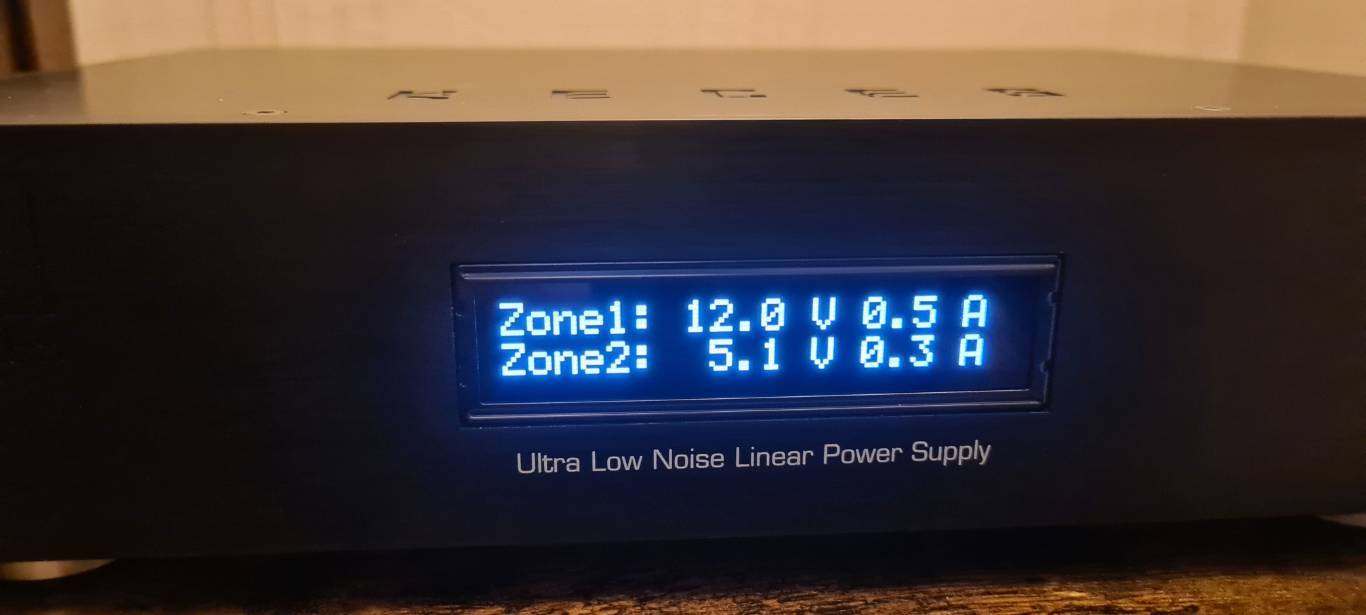 Zone1: 12.0 V 0.5 A
Zone2: 5.1 V 0.3 A
Ultra Low Noise Linear Power Supply